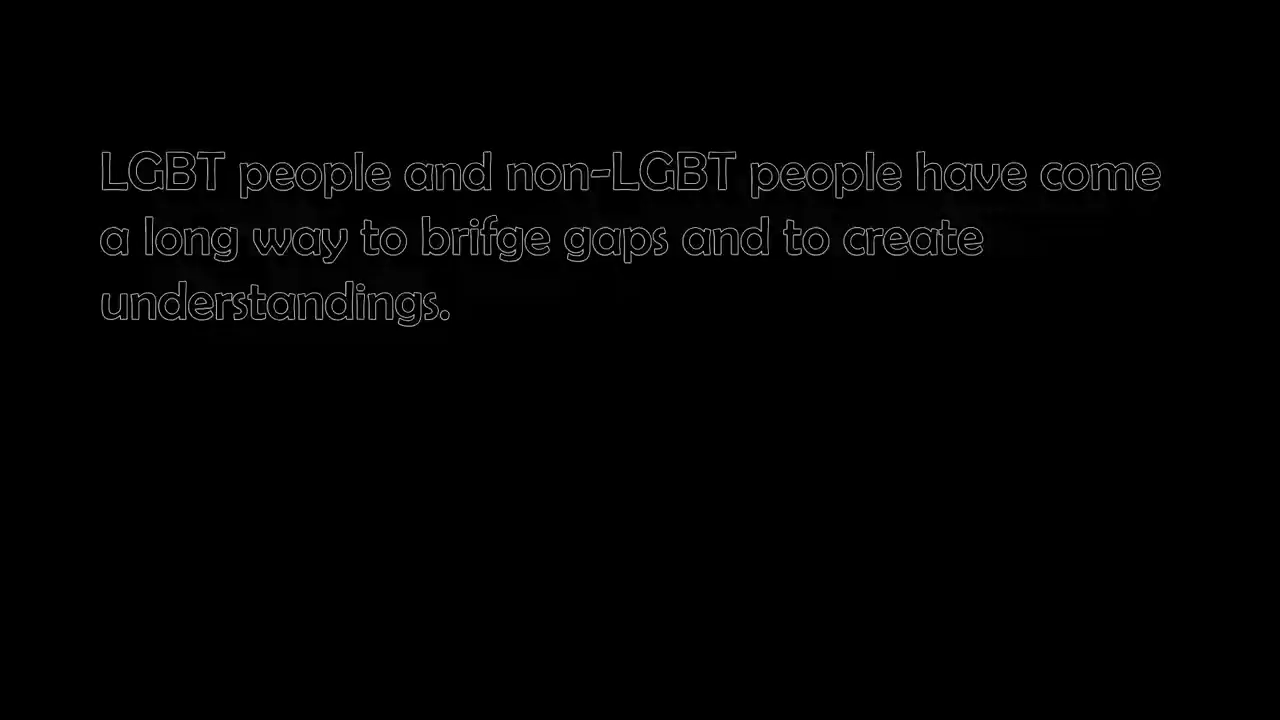 LGBT people and non-LGBT people have come
a long way to brifge gaps and to create
understandings.